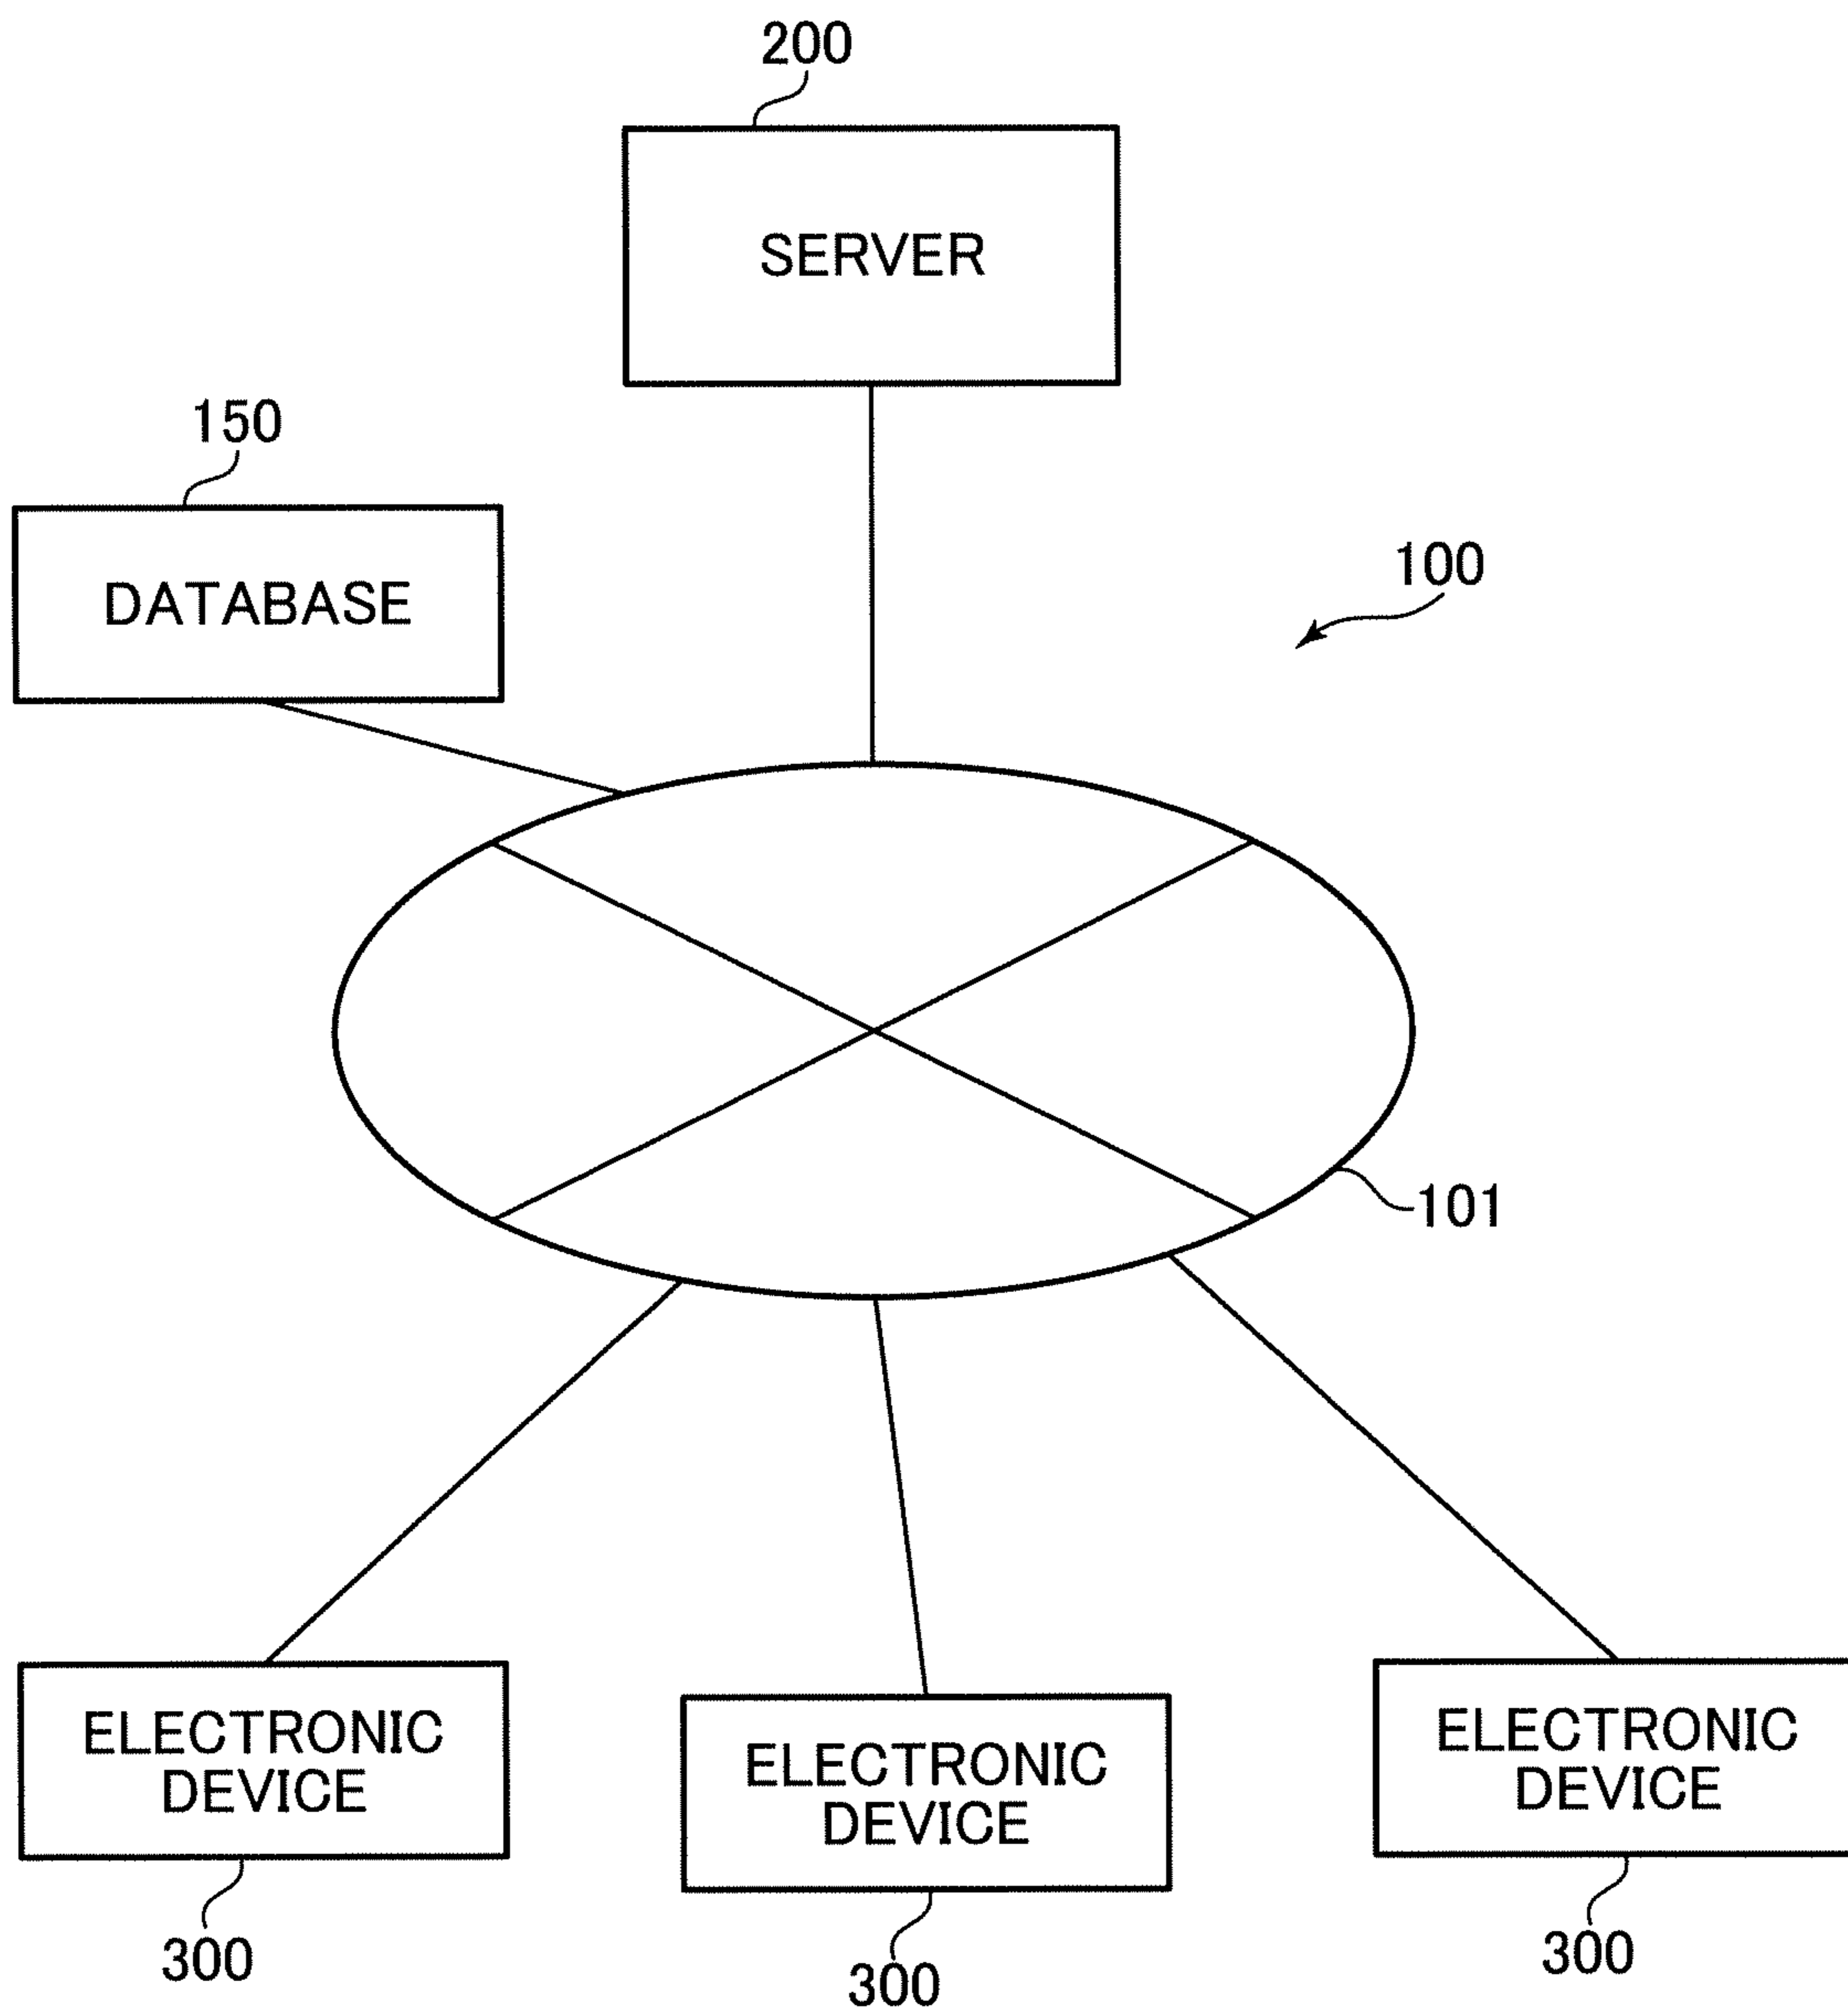 200
SERVER
150
DATABASE
100
101
ELECTRONIC
DEVICE
300
ELECTRONIC
DEVICE
300
ELECTRONIC
DEVICE
300